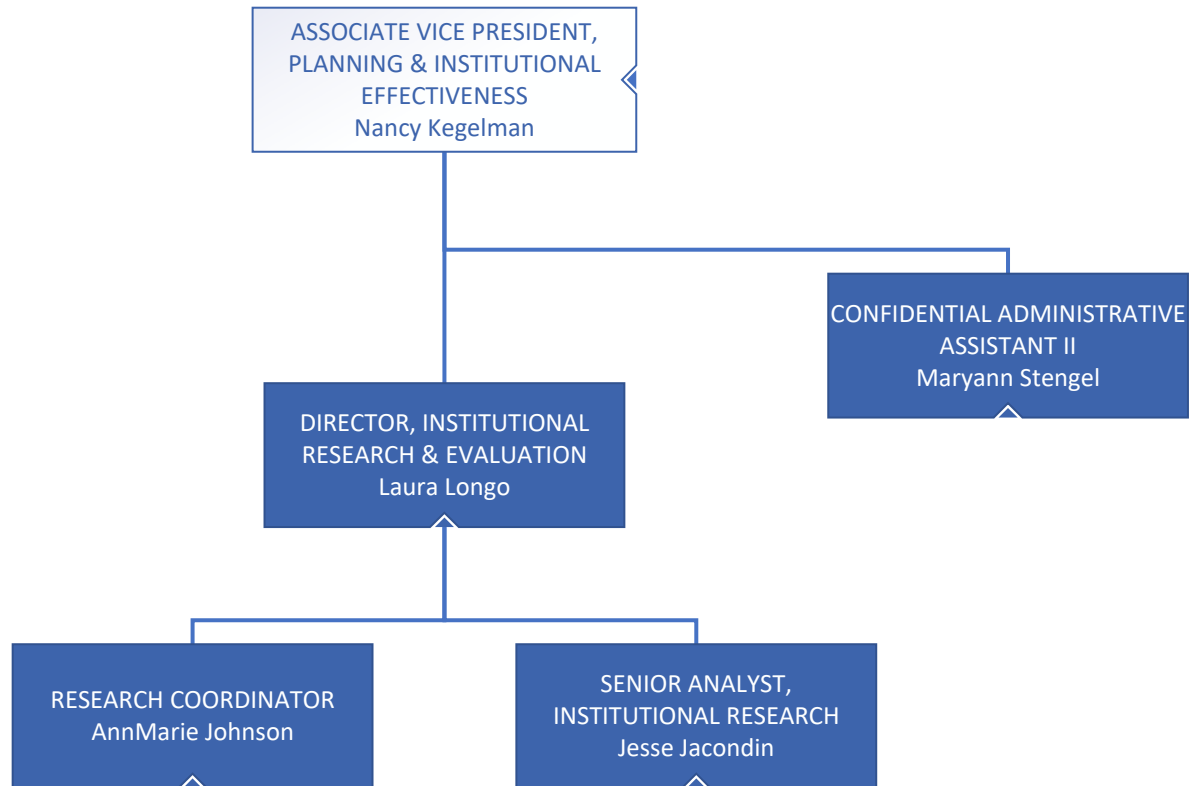 ASSOCIATE VICE PRESIDENT,
PLANNING & INSTITUTIONAL
EFFECTIVENESS
Nancy Kegelman
CONFIDENTIAL ADMINISTRATIVE
ASSISTANT II
Maryann Stengel
DIRECTOR, INSTITUTIONAL
RESEARCH & EVALUATION
Laura Longo
RESEARCH COORDINATOR
AnnMarie Johnson
SENIOR ANALYST,
INSTITUTIONAL RESEARCH
Jesse Jacondin